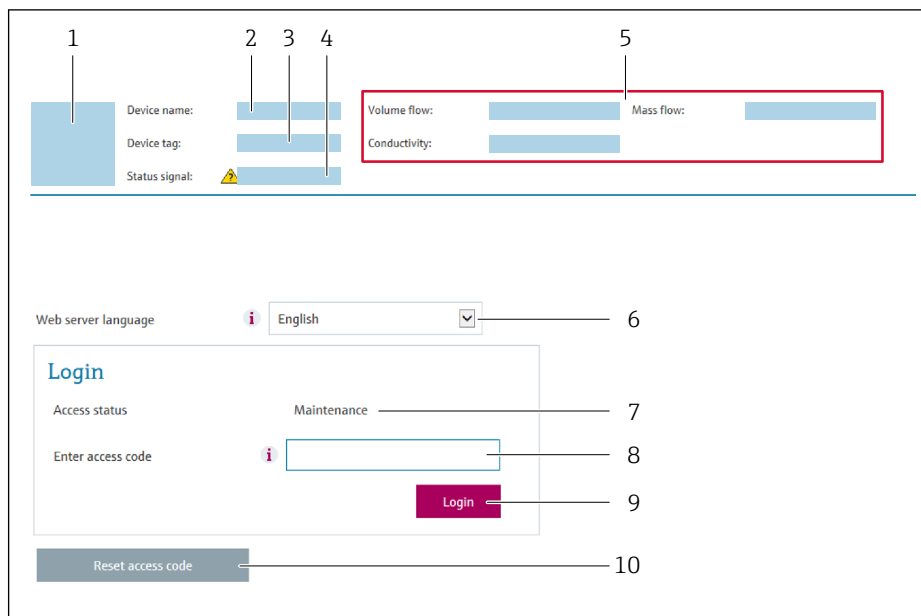 1 2 3 4 5
Device name: Volume flow: Mass flow:
Device tag: Conductivity:
Status signal: ?
Web server language i English 6
Login
Access status Maintenance 7
Enter access code i 8
Login 9
Reset access code 10